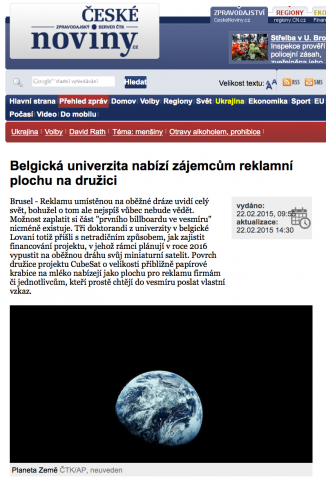 ČESKÉ
ZPRAVODAJSKÝ SERVER ČTK
noviny.cz
ZPRAVODAJSTVÍ
REGIONY
ČeskéNoviny.cz
regiony.ČN.cz
Střelba v U. Bro
Inspekce prověří
policejní zásah,
Google
Hledat
Velikost textu:
RSS
SMS
Hlavní strana Přehled zpráv Domov Volby Regiony Svět Ukrajina Ekonomika Sport EU
Počasí Video Do mobilu
Ukrajina | Volby | David Rath | Téma: menšiny | Otravy alkoholem, prohibice |
Belgická univerzita nabízí zájemcům reklamní
plochu na družici
Brusel - Reklamu umístěnou na oběžné dráze uvidí celý
svět, bohužel o tom ale nejspíš vůbec nebude vědět.
Možnost zaplatit si část "prvního billboardu ve vesmíru"
nicméně existuje. Tři doktorandi z univerzity v belgické
Lovani totiž přišli s netradičním způsobem, jak zajistit
financování projektu, v jehož rámci plánují v roce 2016
vypustit na oběžnou dráhu svůj miniaturní satelit. Povrch
družice projektu CubeSat o velikosti přibližně papírové
krabice na mléko nabízejí jako plochu pro reklamu firmám
či jednotlivcům, kteří prostě chtějí do vesmíru poslat vlastní
vzkaz.
vydáno:
22.02.2015, 09:55
aktualizace:
22.02.2015 14:30
Planeta Země ČTK/AP, neuveden